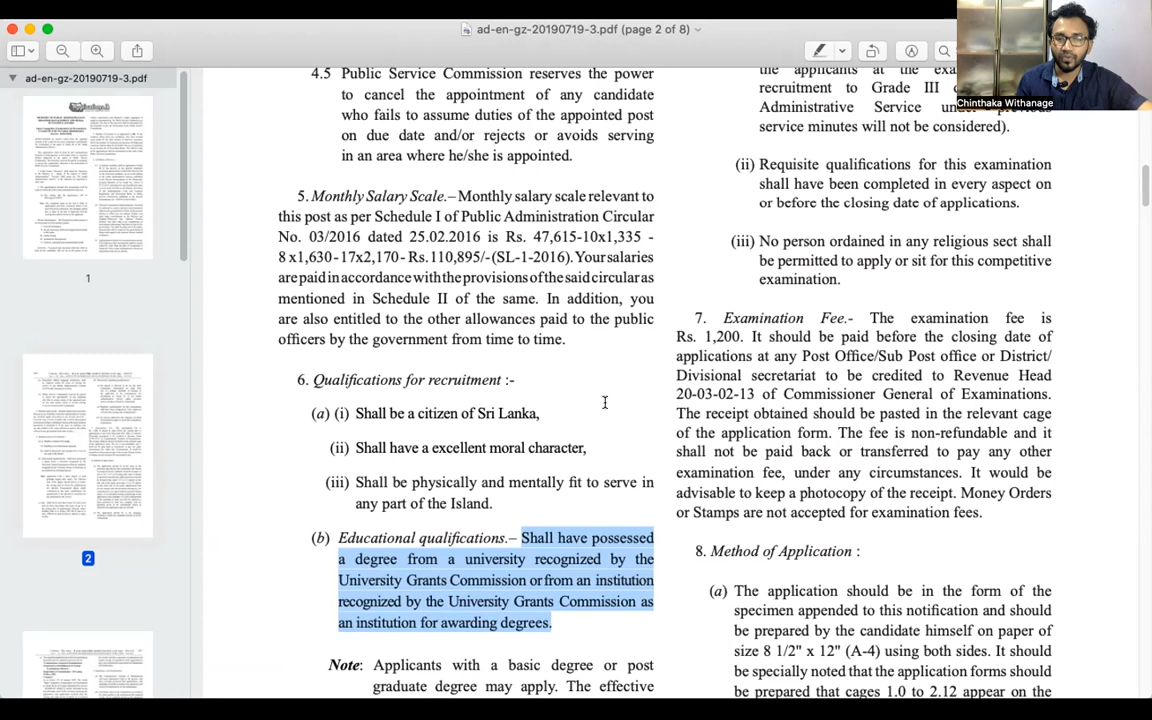 ad-en-gz-20190719-3.pdf (page 2 of 8)
ad-en-gz-20190719-3.pdf
1
2
4.5 Public Service Commission reserves the power
to cancel the appointment of any candidate
who fails to assume duties of the appointed post
on due date and/or rejects or avoids serving
in an area where he/she is appointed.
5. Monthly Salary Scale.– Monthly salary scale relevant to
this post as per Schedule I of Public Administration Circular
No. 03/2016 dated 25.02.2016 is Rs. 47,615-10x1,335 -
8 x1,630-17x2,170 - Rs.110,895/- (SL-1-2016). Your salaries
are paid in accordance with the provisions of the said circular as
mentioned in Schedule II of the same. In addition, you
are also entitled to the other allowances paid to the public
officers by the government from time to time.
6. Qualifications for recruitment :-
(a) (i) Shall be a citizen of Sri Lanka,
(ii) Shall have a excellent moral character,
(iii) Shall be physically and mentally fit to serve in
any part of the Island.
(b) Educational qualifications.– Shall have possessed
a degree from a university recognized by the
University Grants Commission or from an institution
recognized by the University Grants Commission as
an institution for awarding degrees.
Note: Applicants with a basic degree or post
graduate degree may apply. The effective
the applicants at the
recruitment to Grade III
Administrative Service under
service minutes will not be considered).
(ii) Requisite qualifications for this examination
shall have been completed in every aspect on
or before the closing date of applications.
(iii) No person ordained in any religious sect shall
be permitted to apply or sit for this competitive
examination.
7. Examination Fee.- The examination fee is
Rs. 1,200. It should be paid before the closing date of
applications at any Post Office/Sub Post office or District/
Divisional secretariat to be credited to Revenue Head
20-03-02-13 of Commissioner General of Examinations.
The receipt obtained should be pasted in the relevant cage
of the application form. The fee is non-refundable and it
shall not be paid back or transferred to pay any other
examination fee, under any circumstances. It would be
advisable to keep a photocopy of the receipt. Money Orders
or Stamps are not accepted for examination fees.
8. Method of Application :
(a) The application should be in the form of the
specimen appended to this notification and should
be prepared by the candidate himself on paper of
size 8 1/2" x 12" (A-4) using both sides. It should
be specially noted that the application forms should
be prepared that cages 1.0 to 2.12 appear on the
Chinthaka Withanage